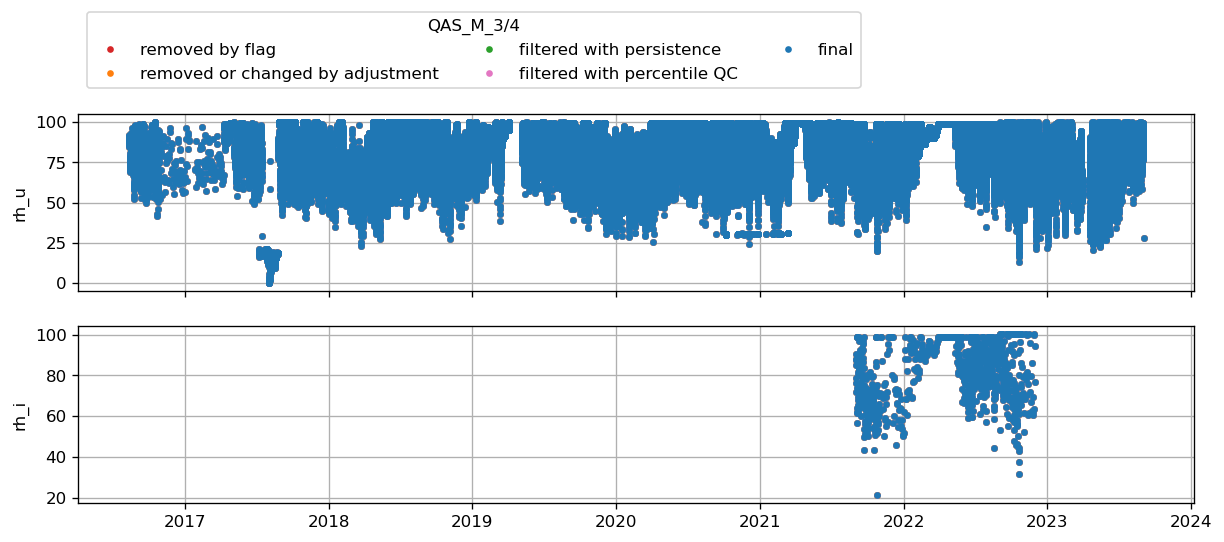 QAS_M_3/4
removed by flag
removed or changed by adjustment
filtered with persistence
filtered with percentile QC
final
rh_u
100
75
50
25
0
rh_i
100
80
60
40
20
2017 2018 2019 2020 2021 2022 2023 2024